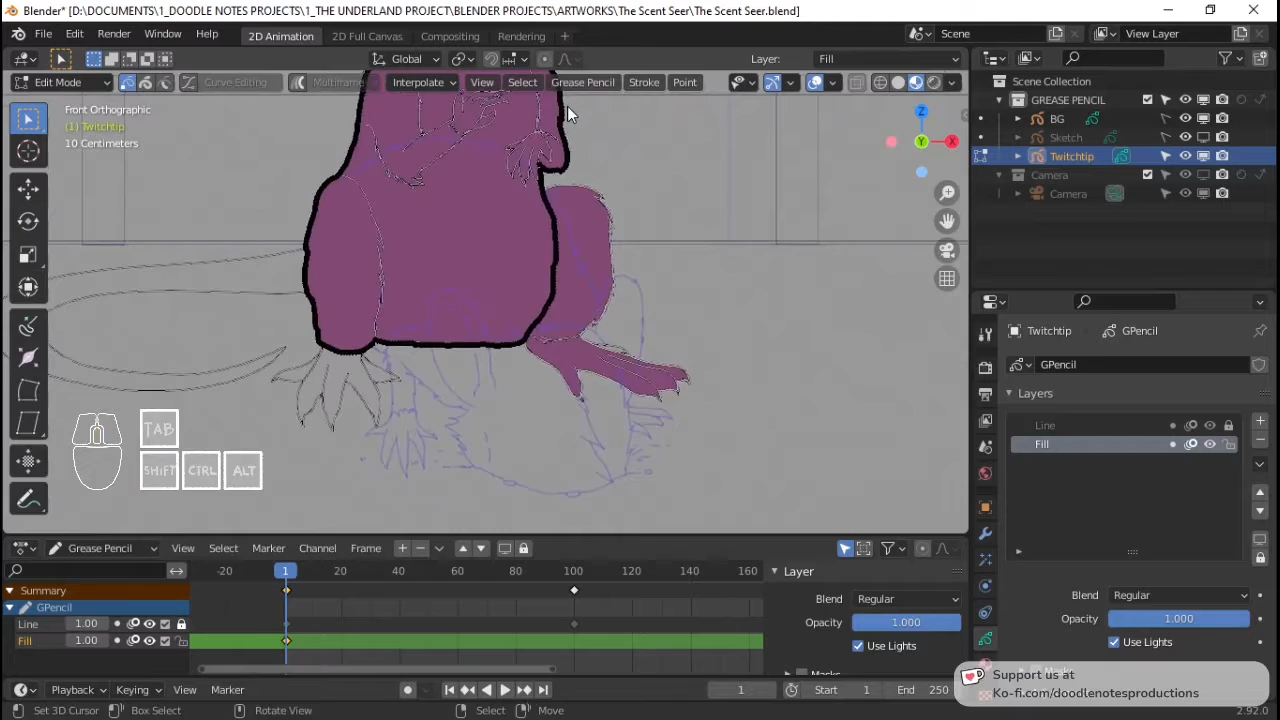 Blender* [D:\DOCUMENTS\1_DOODLE NOTES PROJECTS\1_THE UNDERLAND PROJECT\BLENDER PROJECTS\ARTWORKS\The Scent Seer\The Scent Seer.blend]
File Edit Render Window Help 2D Animation 2D Full Canvas Compositing Rendering Scene View Layer
Global Layer: Fill
Edit Mode Curve Editing Multiframe Interpolate View Select Grease Pencil Stroke Point
Scene Collection
GREASE PENCIL
BG
Sketch
Twitchtip
Camera
Camera
Front Orthographic
(1) Twitchtip
10 Centimeters
Z
Y
X
Twitchtip GPencil
GPencil
Layers
Line
Fill
Blend Regular
Opacity 1.000
Use Lights
TAB
SHIFT CTRL ALT
Grease Pencil View Select Marker Channel Frame
-20 1 20 40 60 80 100 120 140 160
Summary
GPencil
Line 1.00
Fill 1.00
Layer
Blend Regular
Opacity 1.000
Use Lights
Masks
Support us at
Ko-fi.com/doodlenotesproductions
Playback Keying View Marker 1 Start 1 End 250
Set 3D Cursor Box Select Rotate View Select Move 2.92.0